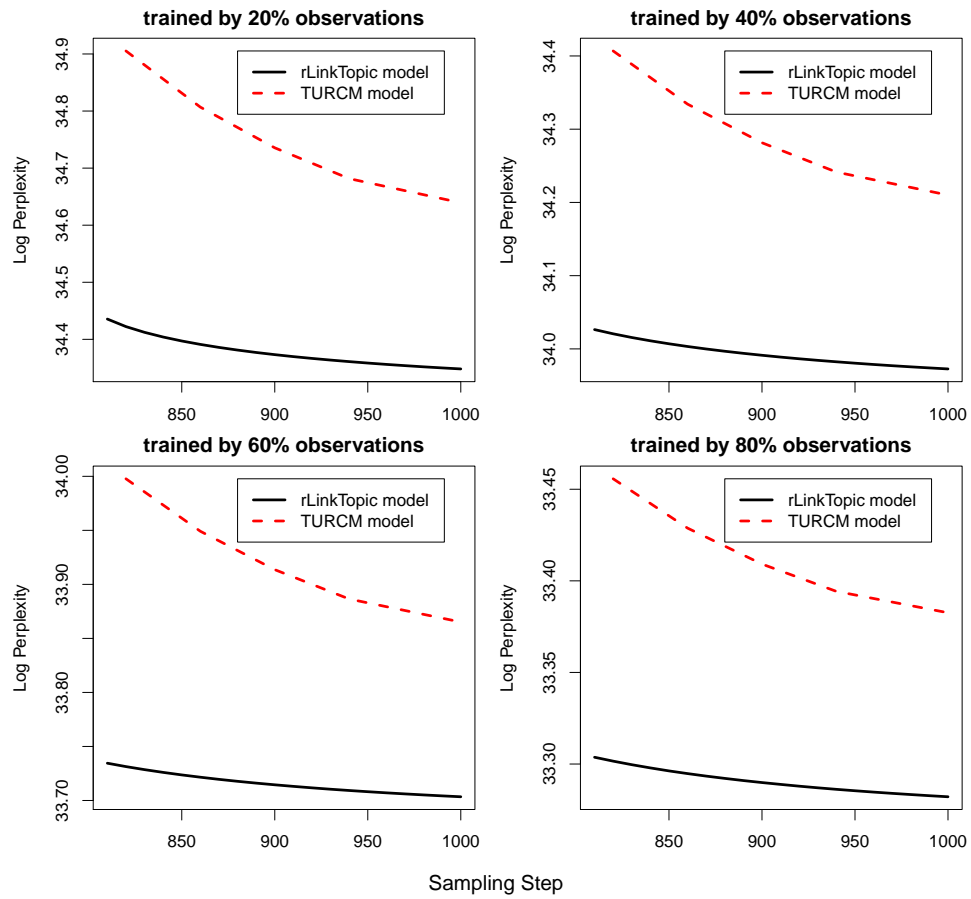 trained by 20% observations
Log Perplexity
34.9
34.8
34.7
34.6
34.5
34.4
rLinkTopic model
TURCM model
850 900 950 1000
trained by 40% observations
Log Perplexity
34.4
34.3
34.2
34.1
34.0
rLinkTopic model
TURCM model
850 900 950 1000
trained by 60% observations
Log Perplexity
34.00
33.90
33.80
33.70
rLinkTopic model
TURCM model
850 900 950 1000
trained by 80% observations
Log Perplexity
33.45
33.40
33.35
33.30
rLinkTopic model
TURCM model
850 900 950 1000
Sampling Step